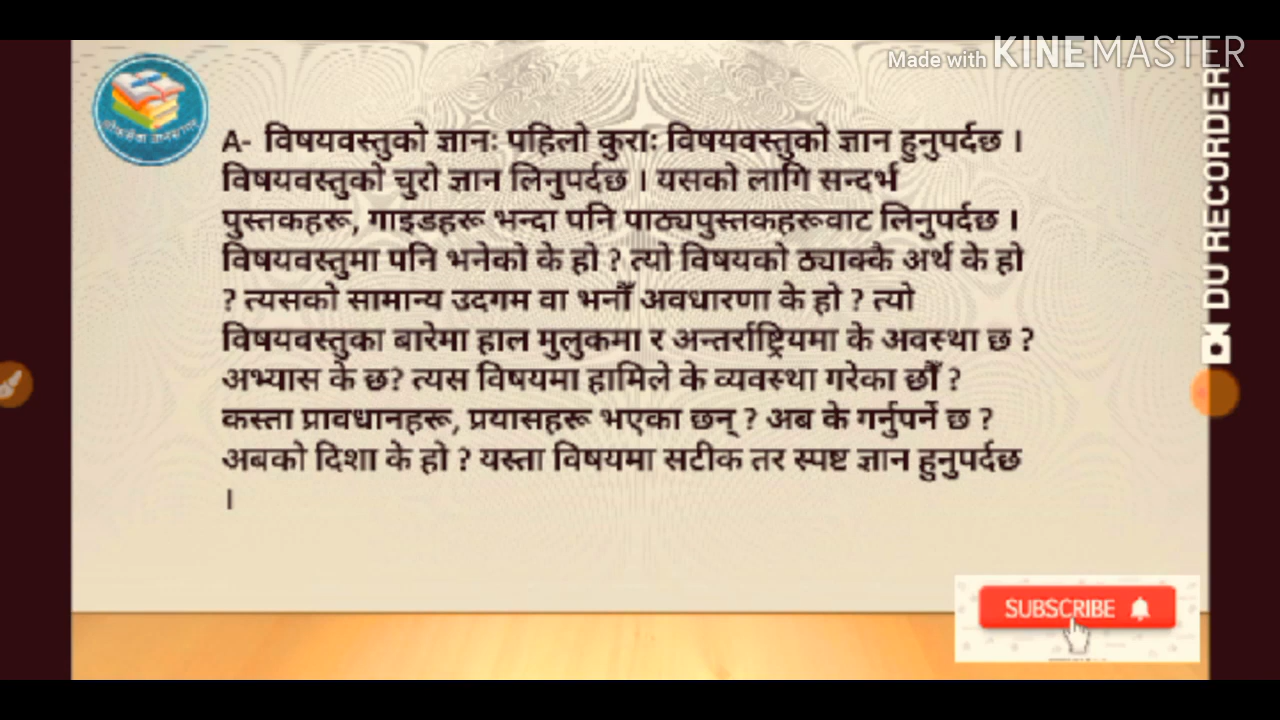 Made with KINEMASTER
DU RECORDER
A- विषयवस्तुको ज्ञानः पहिलो कुराः विषयवस्तुको ज्ञान हुनुपर्दछ ।
विषयवस्तुको चुरो ज्ञान लिनुपर्दछ । यसको लागि सन्दर्भ
पुस्तकहरू, गाइडहरू भन्दा पनि पाठ्यपुस्तकहरूवाट लिनुपर्दछ ।
विषयवस्तुमा पनि भनेको के हो ? त्यो विषयको ठ्याक्कै अर्थ के हो
? त्यसको सामान्य उदगम वा भनौँ अवधारणा के हो ? त्यो
विषयवस्तुका बारेमा हाल मुलुकमा र अन्तर्राष्ट्रियमा के अवस्था छ ?
अभ्यास के छ? त्यस विषयमा हामिले के व्यवस्था गरेका छौँ ?
कस्ता प्रावधानहरू, प्रयासहरू भएका छन् ? अब के गर्नुपर्ने छ ?
अबको दिशा के हो ? यस्ता विषयमा सटीक तर स्पष्ट ज्ञान हुनुपर्दछ
।
SUBSCRIBE